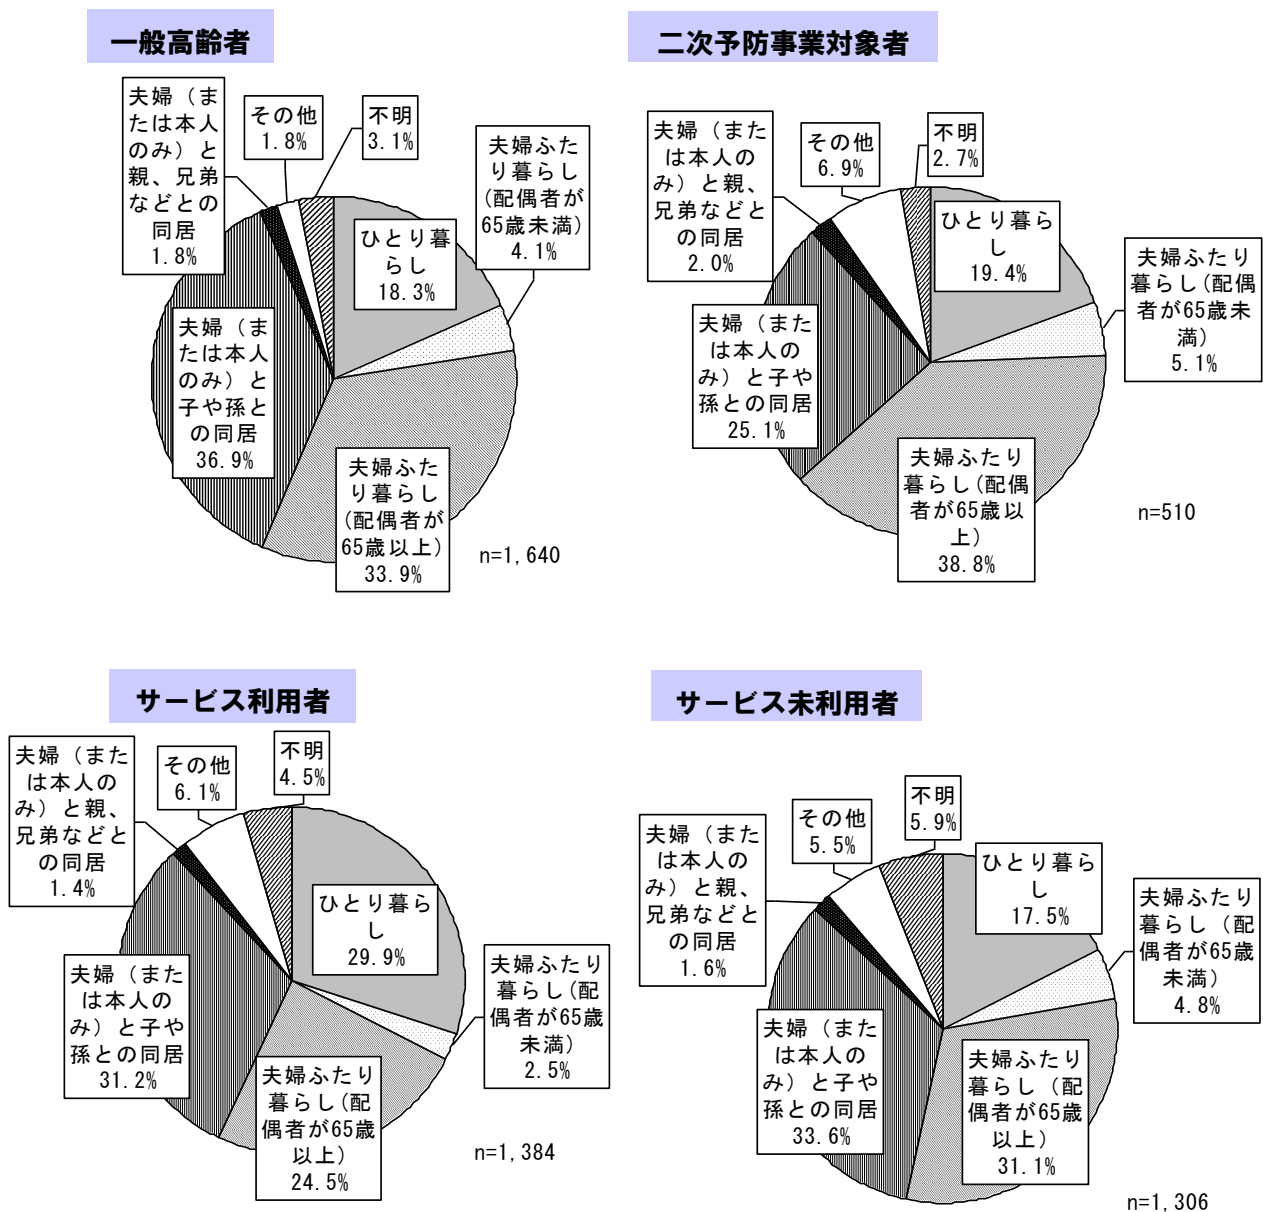 一般高齢者
夫婦（ま
たは本人
のみ）と
親、兄弟
などとの
同居
1.8%
その他
1.8%
不明
3.1%
夫婦ふた
り暮らし
(配偶者が
65歳未満)
4.1%
ひとり暮
らし
18.3%
夫婦（ま
たは本人
のみ）と
子や孫と
の同居
36.9%
夫婦ふた
り暮らし
(配偶者が
65歳以上)
33.9%
n=1,640
二次予防事業対象者
夫婦（また
は本人の
み）と親、
兄弟などと
の同居
2.0%
その他
6.9%
不明
2.7%
ひとり暮ら
し
19.4%
夫婦ふたり
暮らし(配偶
者が65歳未
満)
5.1%
夫婦（また
は本人の
み）と子や
孫との同居
25.1%
夫婦ふたり
暮らし(配偶
者が65歳以
上)
38.8%
n=510
サービス利用者
夫婦（また
は本人の
み）と親、
兄弟などと
の同居
1.4%
その他
6.1%
不明
4.5%
ひとり暮ら
し
29.9%
夫婦ふたり
暮らし(配
偶者が65歳
未満)
2.5%
夫婦（また
は本人の
み）と子や
孫との同居
31.2%
夫婦ふたり
暮らし(配
偶者が65歳
以上)
24.5%
n=1,384
サービス未利用者
夫婦（また
は本人の
み）と親、
兄弟などと
の同居
1.6%
その他
5.5%
不明
5.9%
ひとり暮ら
し
17.5%
夫婦ふたり
暮らし（配
偶者が65歳
未満）
4.8%
夫婦（また
は本人の
み）と子や
孫との同居
33.6%
夫婦ふたり
暮らし（配
偶者が65歳
以上）
31.1%
n=1,306